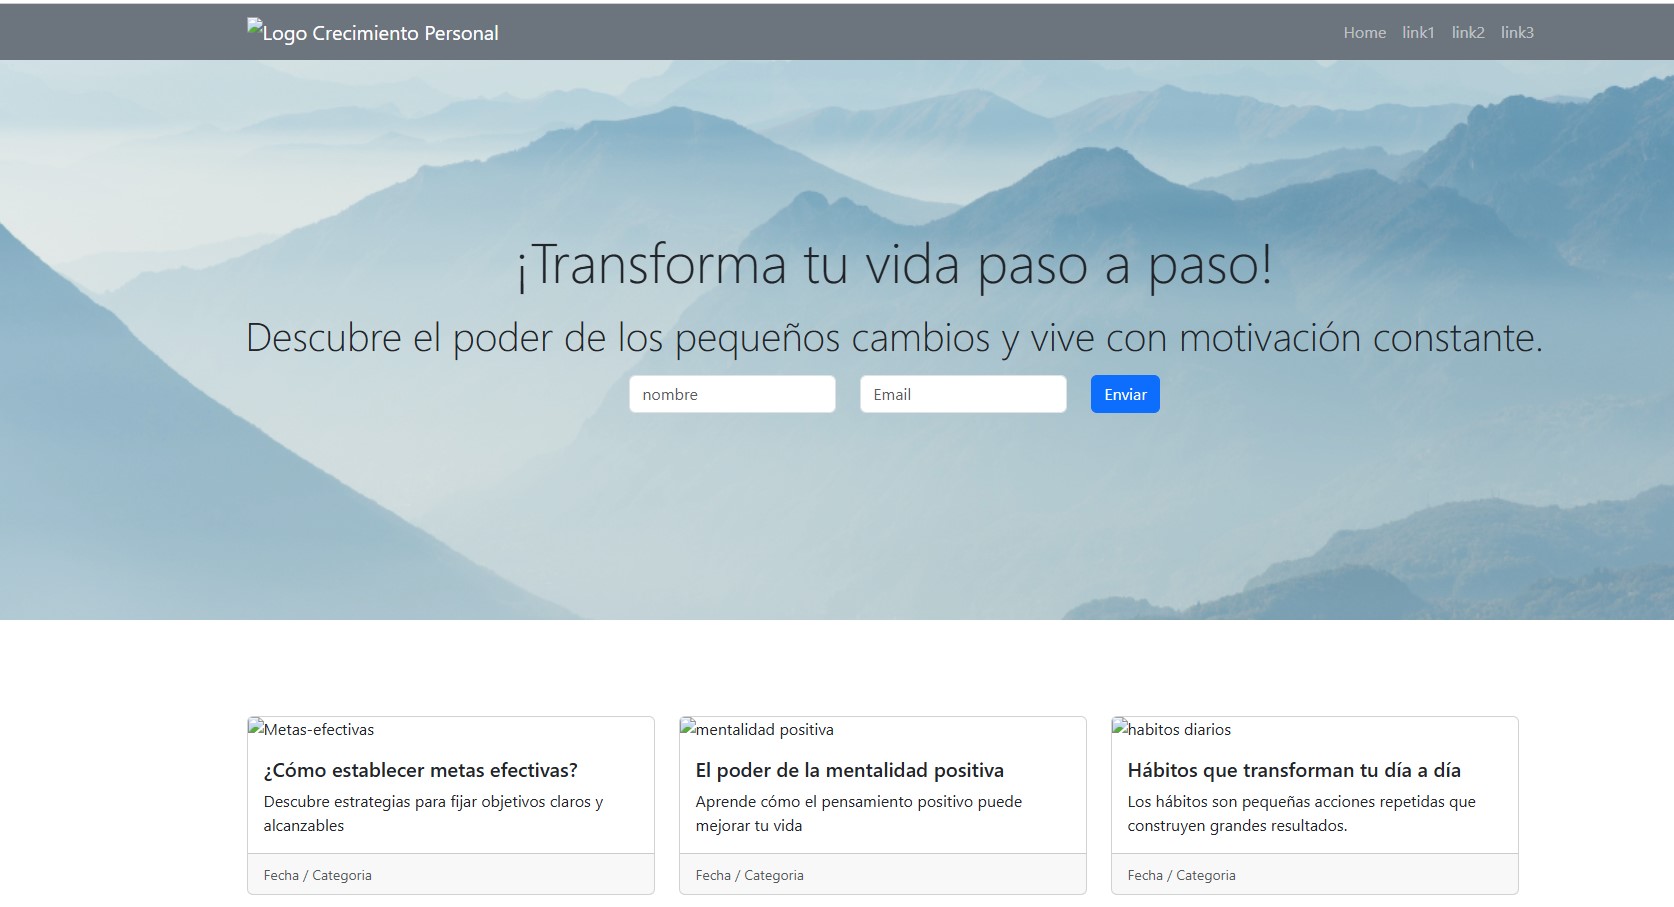 Logo Crecimiento Personal
Home link1 link2 link3
¡Transforma tu vida paso a paso!
Descubre el poder de los pequeños cambios y vive con motivación constante.
nombre Email Enviar
Metas-efectivas
¿Cómo establecer metas efectivas?
Descubre estrategias para fijar objetivos claros y
alcanzables
Fecha / Categoria
mentalidad positiva
El poder de la mentalidad positiva
Aprende cómo el pensamiento positivo puede
mejorar tu vida
Fecha / Categoria
habitos diarios
Hábitos que transforman tu día a día
Los hábitos son pequeñas acciones repetidas que
construyen grandes resultados.
Fecha / Categoria